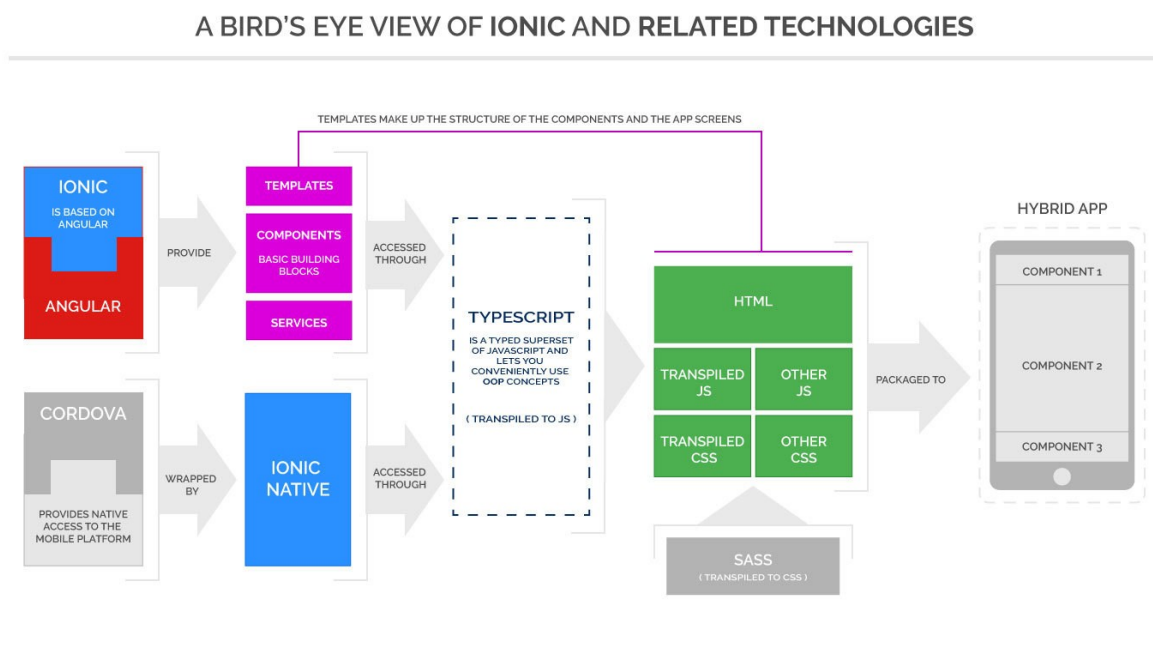 A BIRD'S EYE VIEW OF IONIC AND RELATED TECHNOLOGIES
TEMPLATES MAKE UP THE STRUCTURE OF THE COMPONENTS AND THE APP SCREENS
IONIC
IS BASED ON
ANGULAR
ANGULAR
PROVIDE
TEMPLATES
COMPONENTS
BASIC BUILDING
BLOCKS
SERVICES
ACCESSED
THROUGH
CORDOVA
PROVIDES NATIVE
ACCESS TO THE
MOBILE PLATFORM
WRAPPED
BY
IONIC
NATIVE
ACCESSED
THROUGH
TYPESCRIPT
IS A TYPED SUPERSET
OF JAVASCRIPT AND
LETS YOU
CONVENIENTLY USE
OOP CONCEPTS
( TRANSPILED TO JS )
HTML
TRANSPILED
JS
OTHER
JS
TRANSPILED
CSS
OTHER
CSS
SASS
( TRANSPILED TO CSS )
PACKAGED TO
HYBRID APP
COMPONENT 1
COMPONENT 2
COMPONENT 3